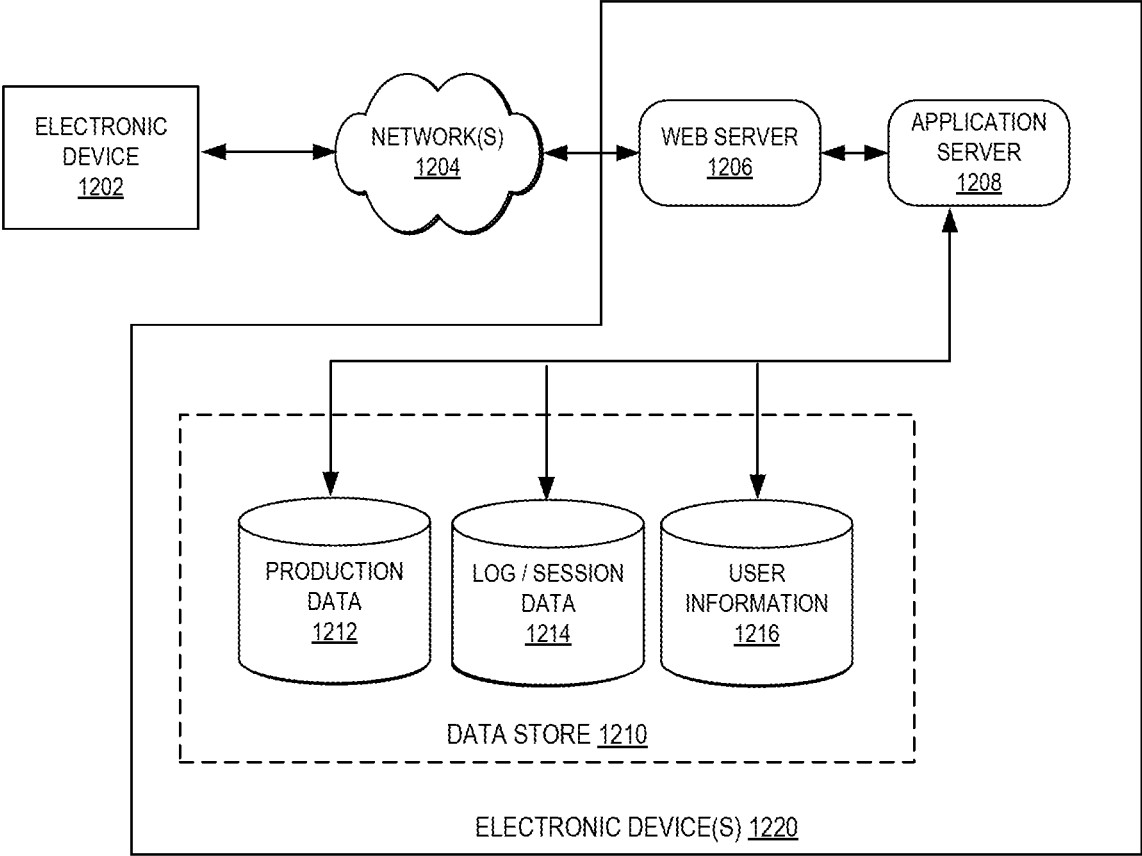 ELECTRONIC
DEVICE
1202
NETWORK(S)
1204
WEB SERVER
1206
APPLICATION
SERVER
1208
PRODUCTION
DATA
1212
LOG / SESSION
DATA
1214
USER
INFORMATION
1216
DATA STORE 1210
ELECTRONIC DEVICE(S) 1220